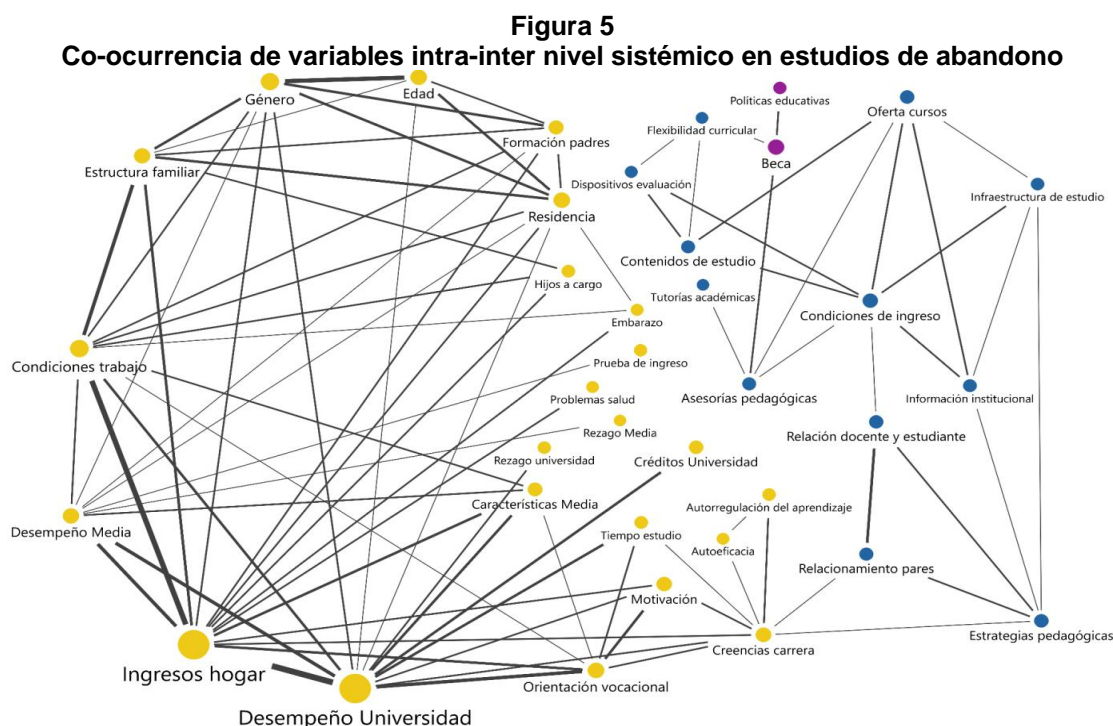 Figura 5
Co-ocurrencia de variables intra-inter nivel sistémico en estudios de abandono
Género
Edad
Políticas educativas
Oferta cursos
Flexibilidad curricular
Formación padres
Beca
Estructura familiar
Dispositivos evaluación
Infraestructura de estudio
Residencia
Contenidos de estudio
Hijos a cargo
Tutorías académicas
Embarazo
Condiciones de ingreso
Prueba de ingreso
Condiciones trabajo
Problemas salud
Asesorías pedagógicas
Información institucional
Rezago Media
Relación docente y estudiante
Rezago universidad
Créditos Universidad
Características Media
Autorregulación del aprendizaje
Desempeño Media
Tiempo estudio
Autoeficacia
Relacionamiento pares
Motivación
Estrategias pedagógicas
Creencias carrera
Ingresos hogar
Orientación vocacional
Desempeño Universidad